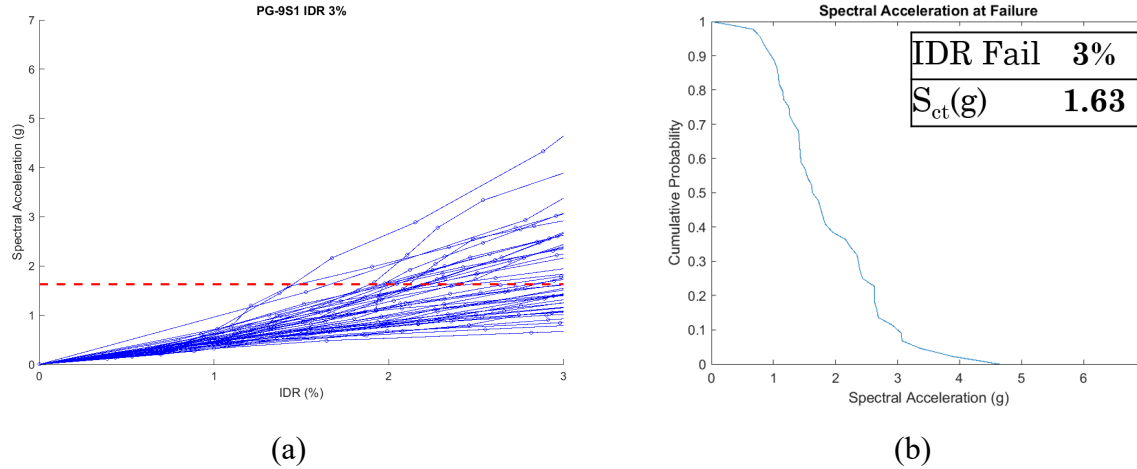 PG-9S1 IDR 3%
7
6
5
4
3
2
1
0
Spectral Acceleration (g)
0 1 2 3
IDR (%)
(a)
Spectral Acceleration at Failure
IDR Fail 3%
S_ct(g) 1.63
1
0.9
0.8
0.7
0.6
0.5
0.4
0.3
0.2
0.1
0
Cumulative Probability
0 1 2 3 4 5 6
Spectral Acceleration (g)
(b)